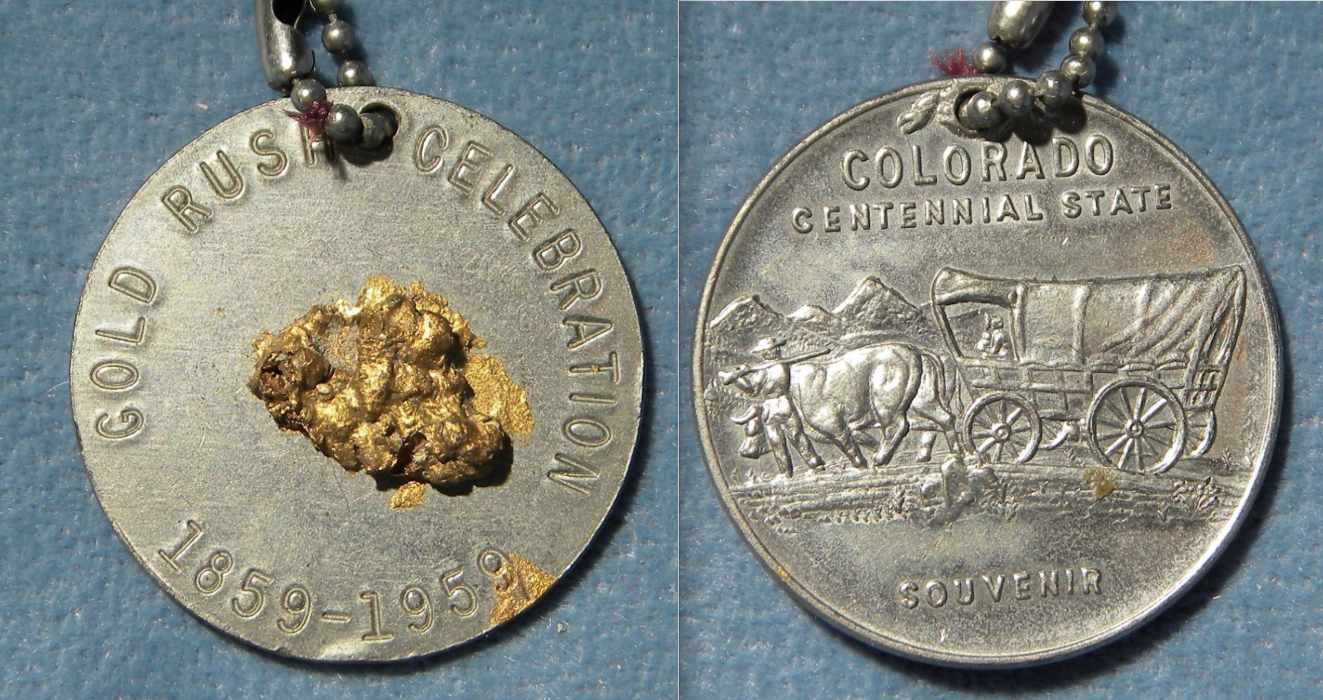 GOLD RUSH CELEBRATION
1859-1959
COLORADO
CENTENNIAL STATE
SOUVENIR